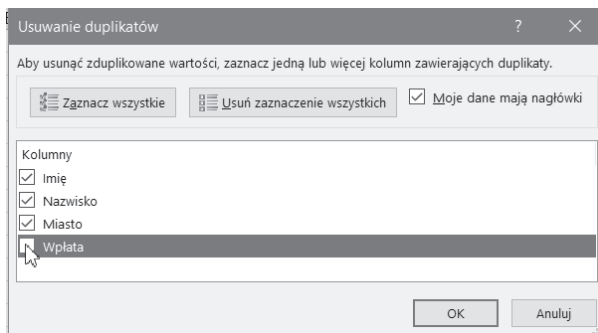 Usuwanie duplikatów ? ×
Aby usunąć zduplikowane wartości, zaznacz jedną lub więcej kolumn zawierających duplikaty.
Zaznacz wszystkie Usuń zaznaczenie wszystkich Moje dane mają nagłówki
Kolumny
Imię
Nazwisko
Miasto
Wpłata
OK Anuluj